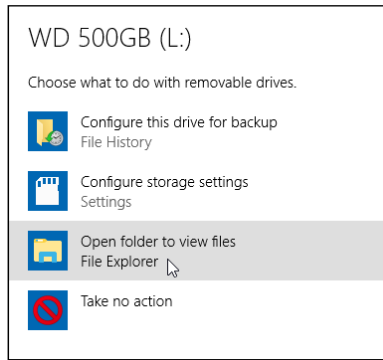 WD 500GB (L:)
Choose what to do with removable drives.
Configure this drive for backup
File History
Configure storage settings
Settings
Open folder to view files
File Explorer
Take no action